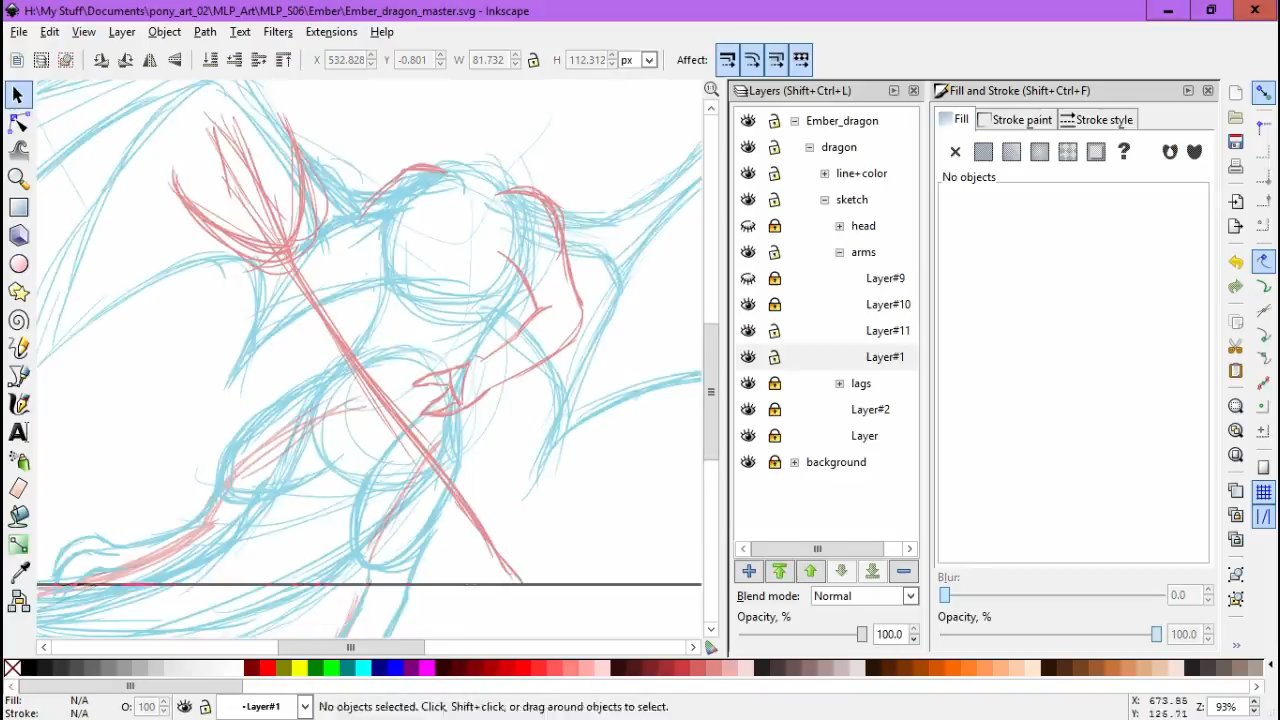 H:\My Stuff\Documents\pony_art_02\MLP_Art\MLP_S06\Ember\Ember_dragon_master.svg - Inkscape
File Edit View Layer Object Path Text Filters Extensions Help
X 532.828 Y -0.801 W 81.732 H 112.312 px Affect:
Layers (Shift+Ctrl+L)
Fill and Stroke (Shift+Ctrl+F)
Ember_dragon
Fill Stroke paint Stroke style
dragon
line+color
No objects
sketch
head
arms
Layer#9
Layer#10
Layer#11
Layer#1
lags
Layer#2
Layer
background
Blur:
0.0
Blend mode: Normal
Opacity, % 100.0
Opacity, % 100.0
Fill: N/A
Stroke: N/A
O: 100
•Layer#1
No objects selected. Click, Shift+click, or drag around objects to select.
X: 673.86
Y: 126.71
Z: 93%